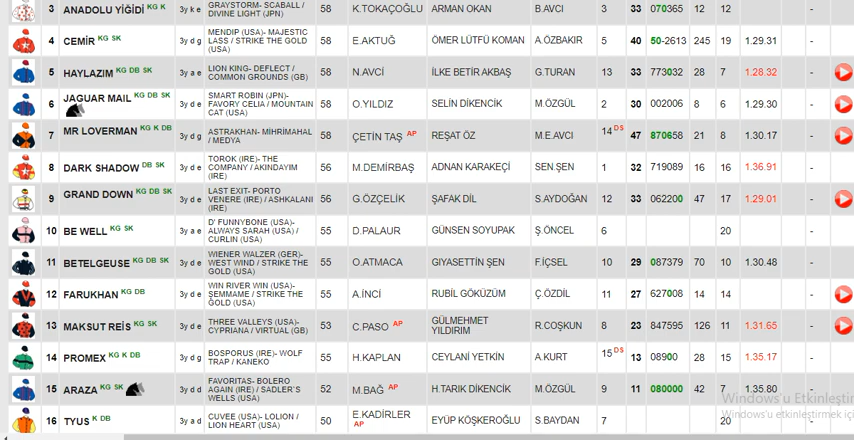 3 ANADOLU YİĞİDİ KG K 3y k e GRAYSTORM- SCABALL / DIVINE LIGHT (JPN) 58 K.TOKAÇOĞLU ARMAN OKAN B.AVCI 3 33 070365 12 12 -
4 CEMİR KG SK 3y d g MENDIP (USA)- MAJESTIC LASS / STRIKE THE GOLD (USA) 58 E.AKTUĞ ÖMER LÜTFÜ KOMAN A.ÖZBAKIR 5 40 50-2613 245 19 1.29.31 -
5 HAYLAZIM KG DB SK 3y a e LION KING- DEFLECT / COMMON GROUNDS (GB) 58 N.AVCI İLKE BETİR AKBAŞ G.TURAN 13 33 773032 28 7 1.28.32 -
6 JAGUAR MAIL KG DB SK 3y d e SMART ROBIN (JPN)- FAVORY CELIA / MOUNTAIN CAT (USA) 58 O.YILDIZ SELİN DİKENCİK M.ÖZGÜL 2 30 002006 8 6 1.29.30 -
7 MR LOVERMAN KG K DB 3y d g ASTRAKHAN- MİHRİMAHAL / MEDYA 58 ÇETİN TAŞ AP REŞAT ÖZ M.E.AVCI 14 DS 47 870658 21 8 1.30.17 -
8 DARK SHADOW DB SK 3y d e TOROK (IRE)- THE COMPANY / AKINDAYIM (IRE) 56 M.DEMİRBAŞ ADNAN KARAKEÇİ SEN.ŞEN 1 32 719089 16 16 1.36.91 -
9 GRAND DOWN KG DB SK 3y d e LAST EXIT- PORTO VENERE (IRE) / ASHKALANI (IRE) 56 G.ÖZÇELİK ŞAFAK DİL S.AYDOĞAN 12 33 062200 47 17 1.29.01 -
10 BE WELL KG SK 3y a e D' FUNNYBONE (USA)- ALWAYS SARAH (USA) / CURLIN (USA) 55 D.PALAUR GÜNSEN SOYUPAK Ş.ÖNCEL 6 20 -
11 BETELGEUSE KG DB SK 3y d e WIENER WALZER (GER)- WEST WIND / STRIKE THE GOLD (USA) 55 O.ATMACA GIYASETTİN ŞEN F.İÇSEL 10 29 087379 70 10 1.30.48 -
12 FARUKHAN KG DB 3y d e WIN RIVER WIN (USA)- ŞEMMAME / STRIKE THE GOLD (USA) 55 A.İNCİ RUBİL GÖKÜZÜM Ç.ÖZDİL 11 27 627008 14 14 -
13 MAKSUT REİS KG SK 3y d e THREE VALLEYS (USA)- CYPRIANA / VIRTUAL (GB) 53 C.PASO AP GÜLMEHMET YILDIRIM R.COŞKUN 8 23 847595 126 11 1.31.65 -
14 PROMEX KG K DB 3y d g BOSPORUS (IRE)- WOLF TRAP / KANEKO 55 H.KAPLAN CEYLANİ YETKİN A.KURT 15 DS 13 08900 28 15 1.35.17 -
15 ARAZA KG SK 3y d d FAVORITAS- BOLERO AGAIN (IRE) / SADLER'S WELLS (USA) 52 M.BAĞ AP H.TARIK DİKENCİK M.ÖZGÜL 9 11 080000 42 7 1.35.80 -
Windows'u Etkinleştir
16 TYUS K DB 3y a d CUVEE (USA)- LOLION / LION HEART (USA) 50 E.KADİRLER AP EYÜP KÖŞKEROĞLU S.BAYDAN 7 20
Windows'u etkinleştirmek içi